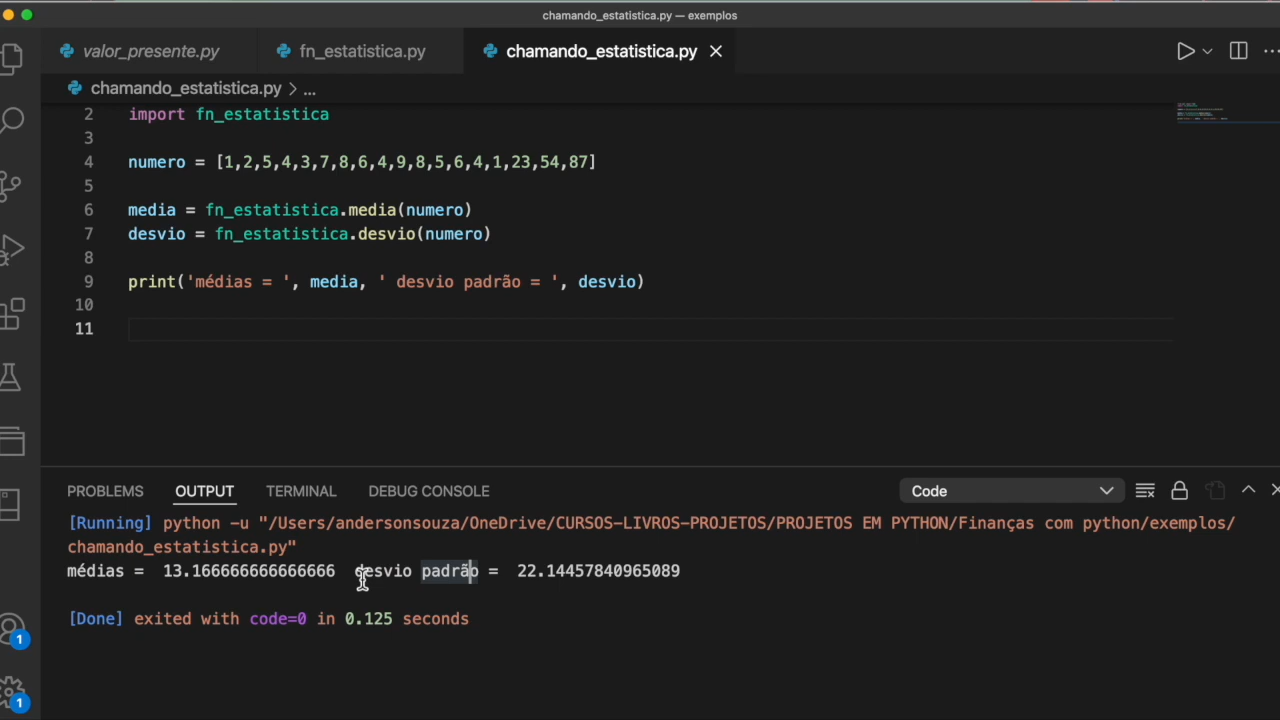 chamando_estatistica.py — exemplos
valor_presente.py fn_estatistica.py chamando_estatistica.py
chamando_estatistica.py > ...
2 import fn_estatistica
3
4 numero = [1,2,5,4,3,7,8,6,4,9,8,5,6,4,1,23,54,87]
5
6 media = fn_estatistica.media(numero)
7 desvio = fn_estatistica.desvio(numero)
8
9 print('médias = ', media, ' desvio padrão = ', desvio)
10
11
PROBLEMS OUTPUT TERMINAL DEBUG CONSOLE Code
[Running] python -u "/Users/andersonsouza/OneDrive/CURSOS-LIVROS-PROJETOS/PROJETOS EM PYTHON/Finanças com python/exemplos/
chamando_estatistica.py"
médias =  13.166666666666666  desvio padrão =  22.14457840965089
[Done] exited with code=0 in 0.125 seconds
1
1